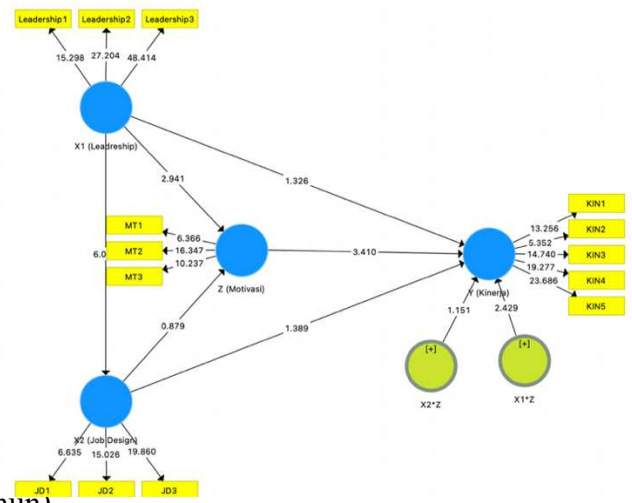 Leadership1 Leadership2 Leadership3
15.298 27.204 48.414
X1 (Leadreship)
2.941 1.326
MT1 6.366
MT2 16.347
MT3 10.237
6.0
3.410
Z (Motivasi)
KIN1 13.256
KIN2 5.352
KIN3 14.740
KIN4 19.277
KIN5 23.686
Y (Kinerja)
0.879 1.389
1.151 2.429
[+] [+]
X2*Z X1*Z
X2 (Job Design)
6.635 15.026 19.860
JD1 JD2 JD3